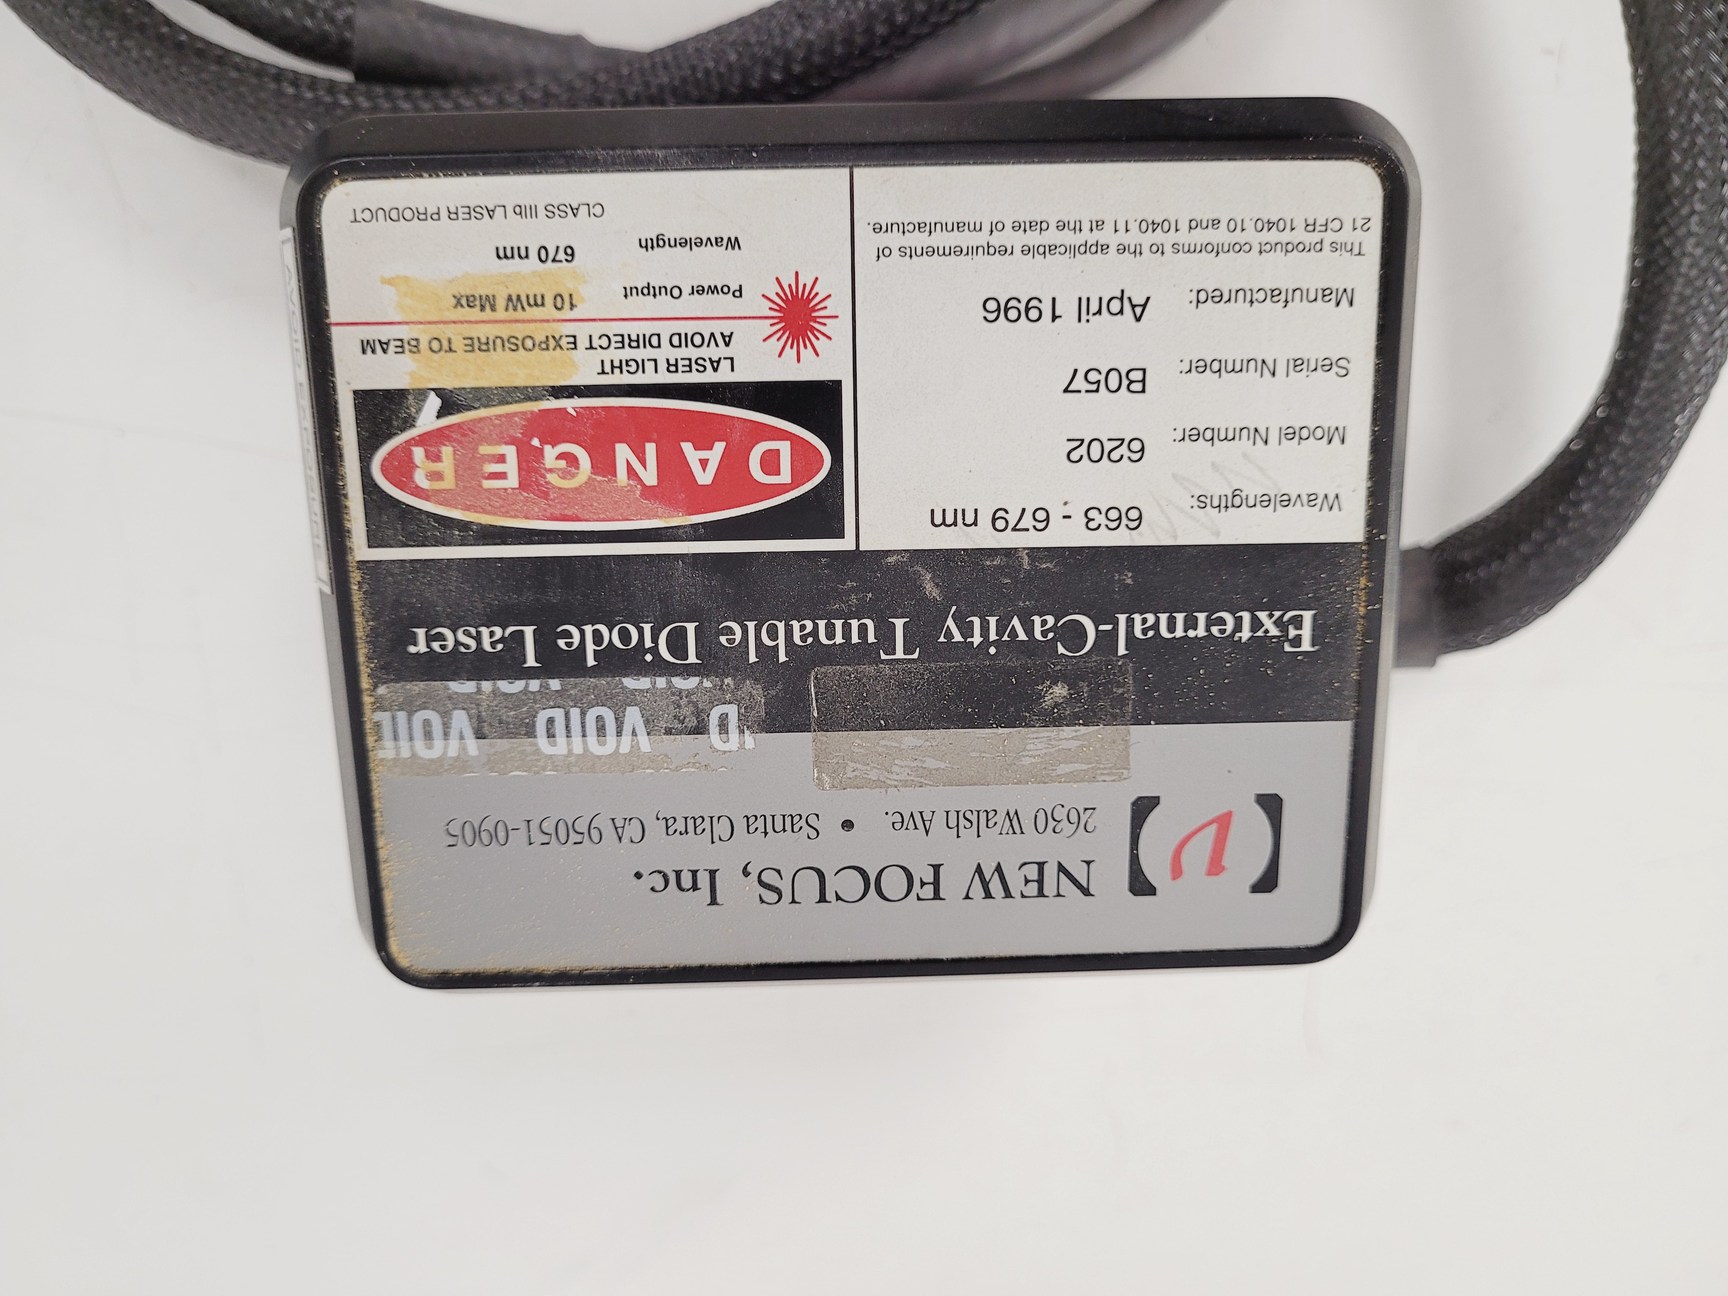 (ν)
NEW FOCUS, Inc.
2630 Walsh Ave. • Santa Clara, CA 95051-0905
VOID VOID
External-Cavity Tunable Diode Laser
Wavelengths: 663 - 679 nm
Model Number: 6202
Serial Number: B057
Manufactured: April 1996
This product conforms to the applicable requirements of
21 CFR 1040.10 and 1040.11 at the date of manufacture.
DANGER
LASER LIGHT
AVOID DIRECT EXPOSURE TO BEAM
Power Output 10 mW Max
Wavelength 670 nm
CLASS IIIb LASER PRODUCT
AVOID EXPOSURE